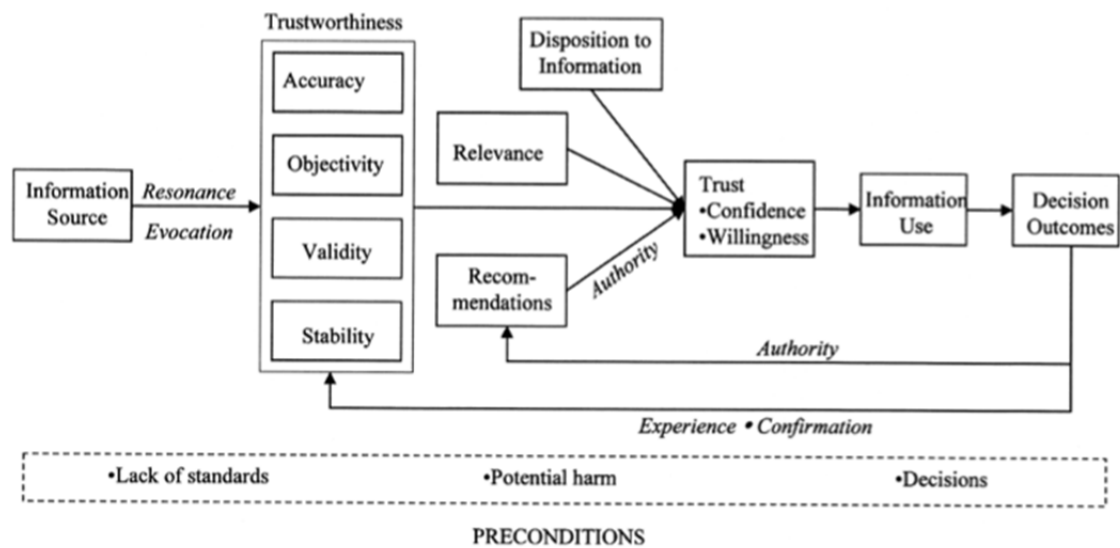 Trustworthiness
Accuracy
Objectivity
Validity
Stability
Information
Source
Resonance
Evocation
Disposition to
Information
Relevance
Recom-
mendations
Authority
Trust
•Confidence
•Willingness
Information
Use
Decision
Outcomes
Authority
Experience • Confirmation
•Lack of standards
•Potential harm
•Decisions
PRECONDITIONS